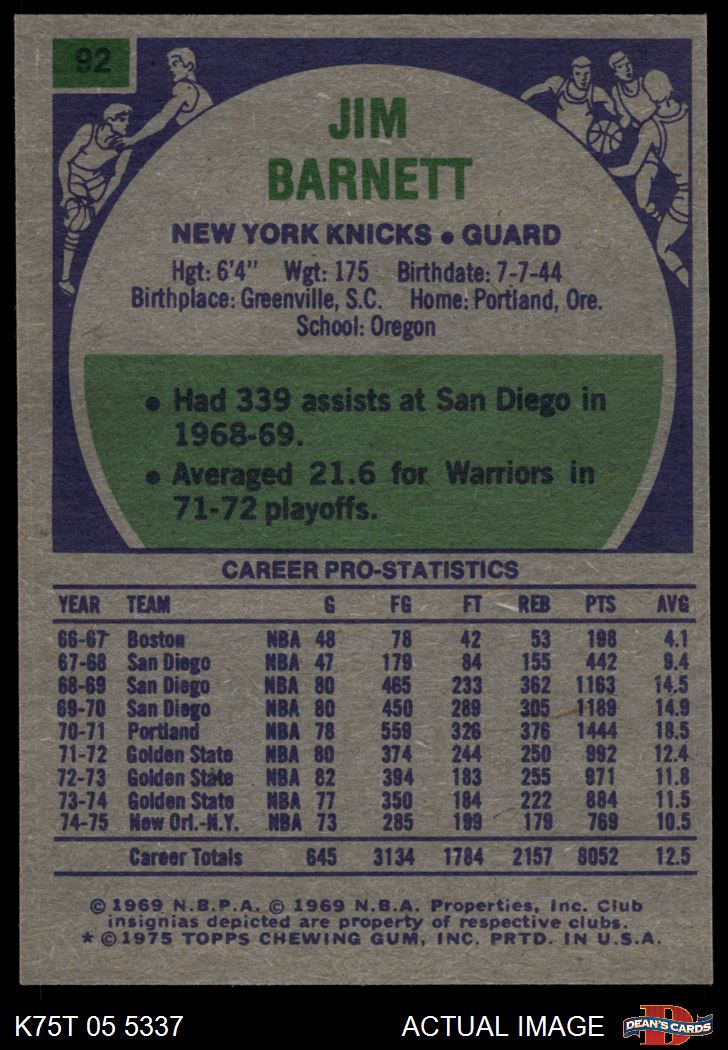 92
JIM
BARNETT
NEW YORK KNICKS • GUARD
Hgt: 6'4" Wgt: 175 Birthdate: 7-7-44
Birthplace: Greenville, S.C. Home: Portland, Ore.
School: Oregon
• Had 339 assists at San Diego in
1968-69.
• Averaged 21.6 for Warriors in
71-72 playoffs.
CAREER PRO-STATISTICS
YEAR TEAM G FG FT REB PTS AVG
66-67 Boston NBA 48 78 42 53 198 4.1
67-68 San Diego NBA 47 179 84 155 442 9.4
68-69 San Diego NBA 80 465 233 362 1163 14.5
69-70 San Diego NBA 80 450 289 305 1189 14.9
70-71 Portland NBA 78 559 326 376 1444 18.5
71-72 Golden State NBA 80 374 244 250 992 12.4
72-73 Golden State NBA 82 394 183 255 971 11.8
73-74 Golden State NBA 77 350 184 222 884 11.5
74-75 New Orl.-N.Y. NBA 73 285 199 179 769 10.5
Career Totals 645 3134 1784 2157 8052 12.5
© 1969 N.B.P.A. © 1969 N.B.A. Properties, Inc. Club
insignias depicted are property of respective clubs.
* © 1975 TOPPS CHEWING GUM, INC. PRTD. IN U.S.A.
K75T 05 5337 ACTUAL IMAGE
D
DEAN'S CARDS